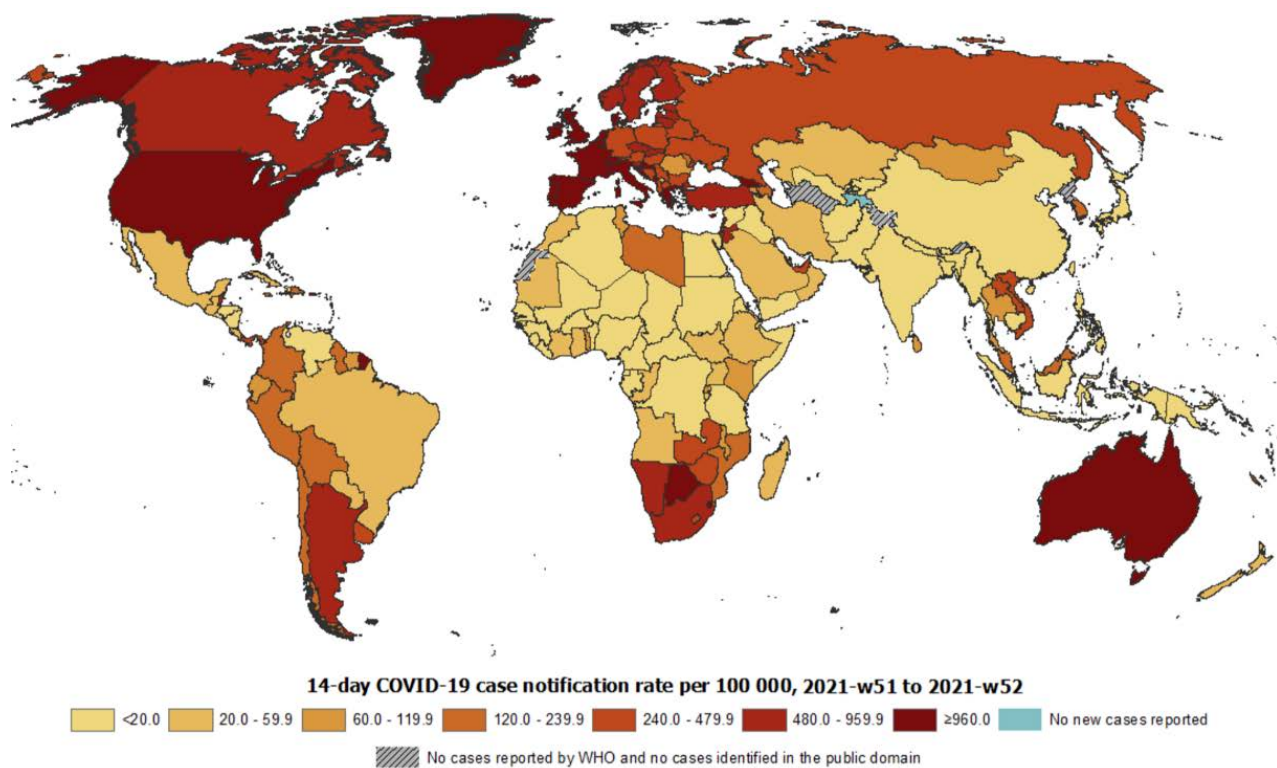 14-day COVID-19 case notification rate per 100 000, 2021-w51 to 2021-w52
<20.0 20.0 - 59.9 60.0 - 119.9 120.0 - 239.9 240.0 - 479.9 480.0 - 959.9 ≥960.0 No new cases reported
No cases reported by WHO and no cases identified in the public domain